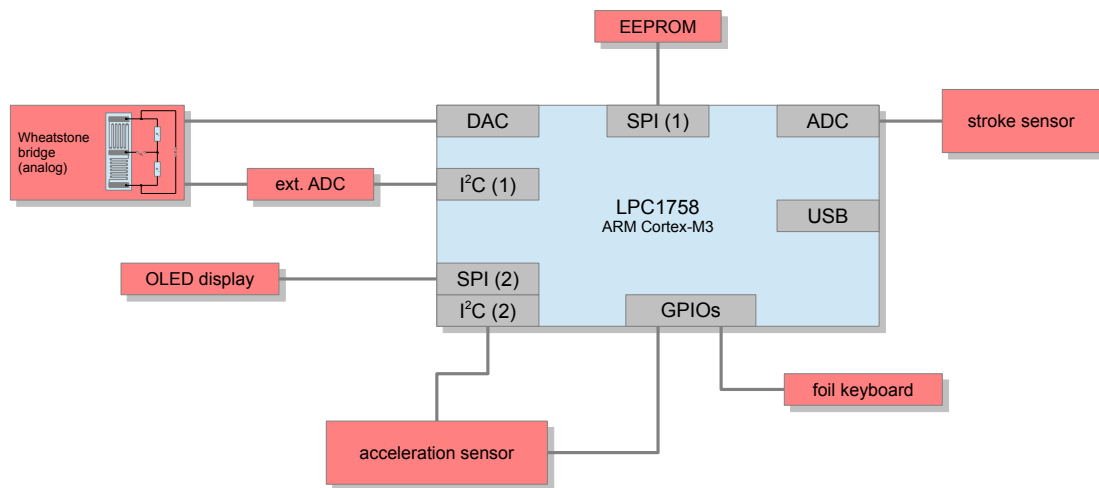 EEPROM
DAC
SPI (1)
ADC
stroke sensor
Wheatstone
bridge
(analog)
ext. ADC
I²C (1)
LPC1758
ARM Cortex-M3
USB
OLED display
SPI (2)
I²C (2)
GPIOs
foil keyboard
acceleration sensor